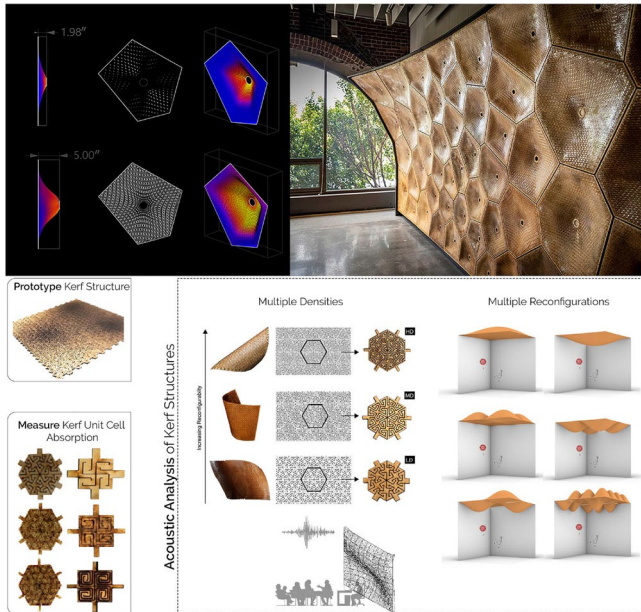 1.98"
5.00"
Prototype Kerf Structure
Measure Kerf Unit Cell
Absorption
Acoustic Analysis of Kerf Structures
Multiple Densities
Increasing Reconfigurability
HD
MD
LD
Multiple Reconfigurations